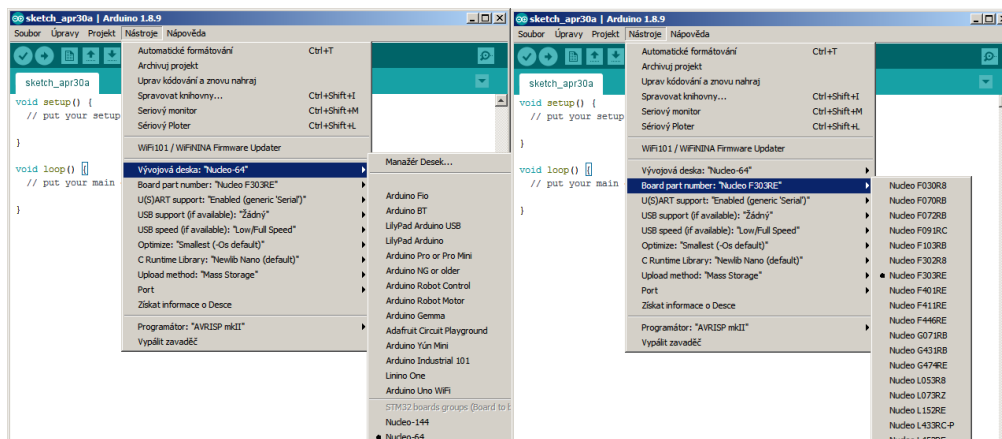 sketch_apr30a | Arduino 1.8.9
Soubor Úpravy Projekt Nástroje Nápověda
sketch_apr30a
void setup() {
// put your setup
}
void loop() {
// put your main
}
Automatické formátování Ctrl+T
Archivuj projekt
Uprav kódování a znovu nahraj
Spravovat knihovny... Ctrl+Shift+I
Seriový monitor Ctrl+Shift+M
Sériový Ploter Ctrl+Shift+L
WiFi101 / WiFiNINA Firmware Updater
Vývojová deska: "Nucleo-64"
Board part number: "Nucleo F303RE"
U(S)ART support: "Enabled (generic 'Serial')"
USB support (if available): "Žádný"
USB speed (if available): "Low/Full Speed"
Optimize: "Smallest (-Os default)"
C Runtime Library: "Newlib Nano (default)"
Upload method: "Mass Storage"
Port
Získat informace o Desce
Programátor: "AVRISP mkII"
Vypálit zavaděč
Manažér Desek...
Arduino Fio
Arduino BT
LilyPad Arduino USB
LilyPad Arduino
Arduino Pro or Pro Mini
Arduino NG or older
Arduino Robot Control
Arduino Robot Motor
Arduino Gemma
Adafruit Circuit Playground
Arduino Yún Mini
Arduino Industrial 101
Linino One
Arduino Uno WiFi
STM32 boards groups (Board to b
Nucleo-144
Nucleo-64
sketch_apr30a | Arduino 1.8.9
Soubor Úpravy Projekt Nástroje Nápověda
sketch_apr30a
void setup() {
// put your setup
}
void loop() {
// put your main
}
Automatické formátování Ctrl+T
Archivuj projekt
Uprav kódování a znovu nahraj
Spravovat knihovny... Ctrl+Shift+I
Seriový monitor Ctrl+Shift+M
Sériový Ploter Ctrl+Shift+L
WiFi101 / WiFiNINA Firmware Updater
Vývojová deska: "Nucleo-64"
Board part number: "Nucleo F303RE"
U(S)ART support: "Enabled (generic 'Serial')"
USB support (if available): "Žádný"
USB speed (if available): "Low/Full Speed"
Optimize: "Smallest (-Os default)"
C Runtime Library: "Newlib Nano (default)"
Upload method: "Mass Storage"
Port
Získat informace o Desce
Programátor: "AVRISP mkII"
Vypálit zavaděč
Nucleo F030R8
Nucleo F070RB
Nucleo F072RB
Nucleo F091RC
Nucleo F103RB
Nucleo F302R8
Nucleo F303RE
Nucleo F401RE
Nucleo F411RE
Nucleo F446RE
Nucleo G071RB
Nucleo G431RB
Nucleo G474RE
Nucleo L053R8
Nucleo L073RZ
Nucleo L152RE
Nucleo L433RC-P